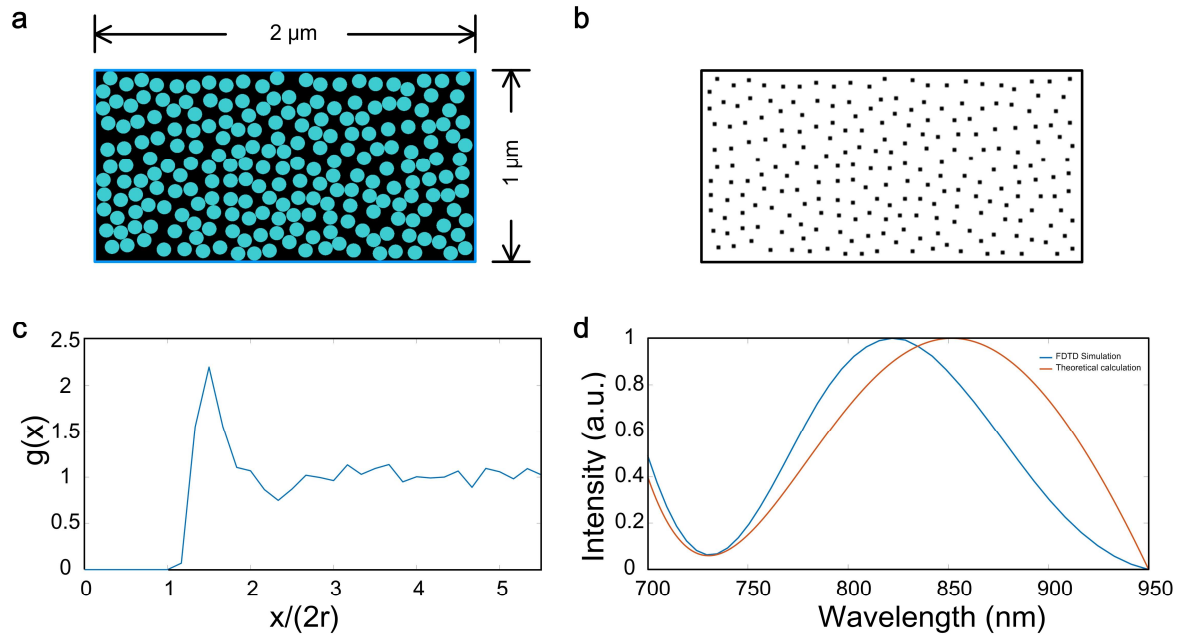 a
2 µm
1 µm
b
c
2.5
2
1.5
1
0.5
0
0
1
2
3
4
5
g(x)
x/(2r)
d
1
0.8
0.6
0.4
0.2
0
700
750
800
850
900
950
Intensity (a.u.)
Wavelength (nm)
FDTD Simulation
Theoretical calculation